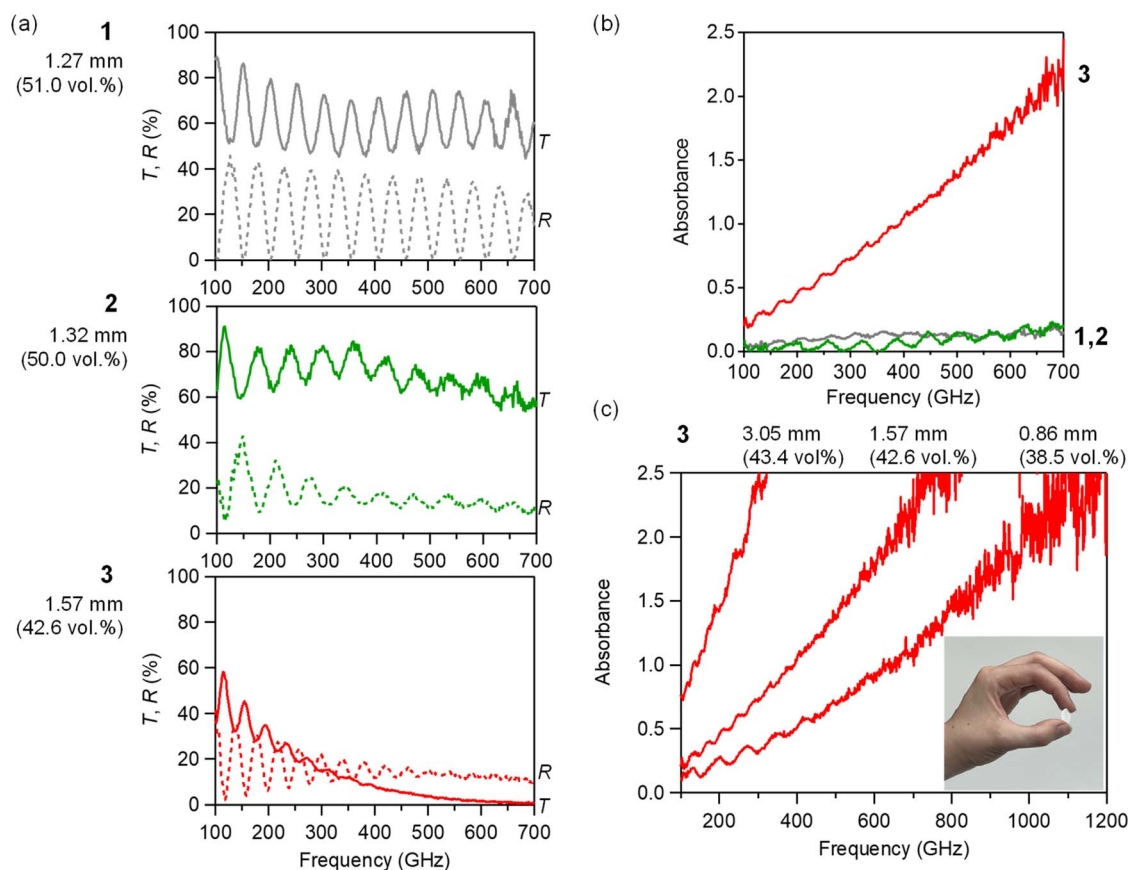 (a)
1
1.27 mm
(51.0 vol.%)
100
80
60
40
20
0
T, R (%)
T
R
100 200 300 400 500 600 700
2
1.32 mm
(50.0 vol.%)
100
80
60
40
20
0
T, R (%)
T
R
100 200 300 400 500 600 700
3
1.57 mm
(42.6 vol.%)
100
80
60
40
20
0
T, R (%)
R
T
100 200 300 400 500 600 700
Frequency (GHz)
(b)
2.5
2.0
1.5
1.0
0.5
0.0
Absorbance
3
1,2
100 200 300 400 500 600 700
Frequency (GHz)
(c)
3
3.05 mm 1.57 mm 0.86 mm
(43.4 vol%) (42.6 vol.%) (38.5 vol.%)
2.5
2.0
1.5
1.0
0.5
0.0
Absorbance
200 400 600 800 1000 1200
Frequency (GHz)